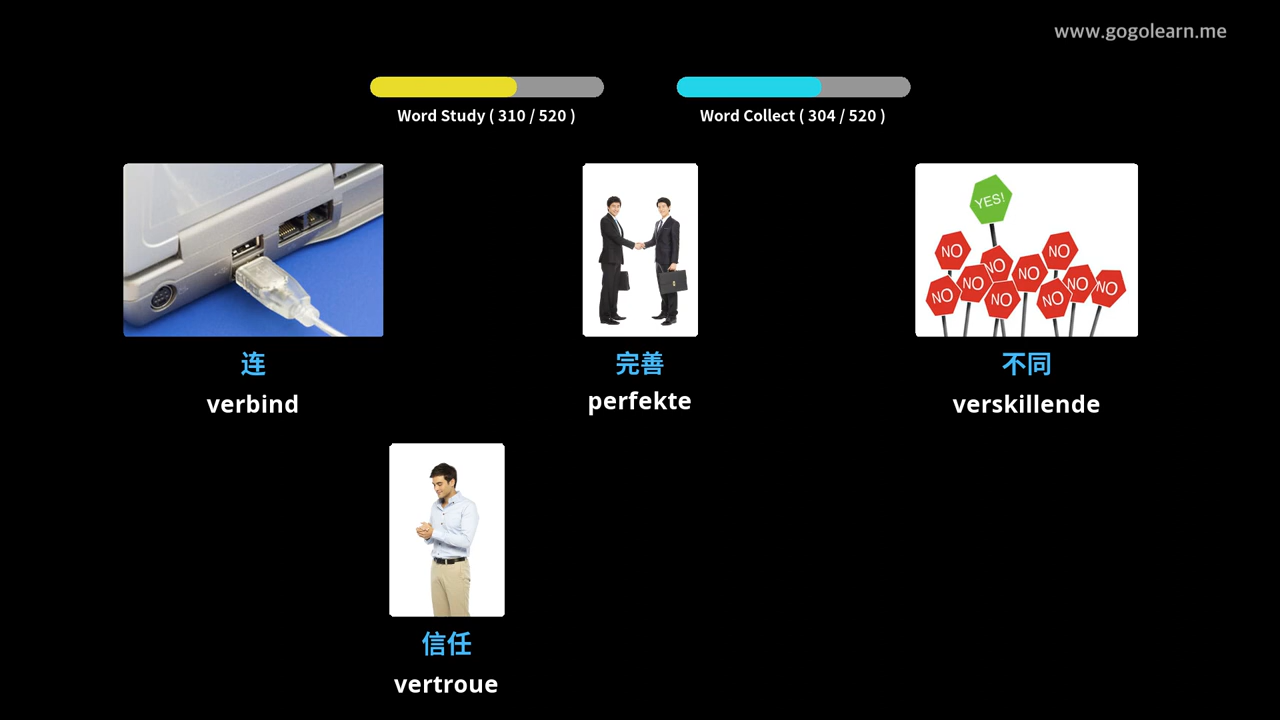 www.gogolearn.me
Word Study ( 310 / 520 )
Word Collect ( 304 / 520 )
YES!
NO
NO
NO
NO
NO
NO
NO
NO
NO
NO
连
完善
不同
verbind
perfekte
verskillende
信任
vertroue